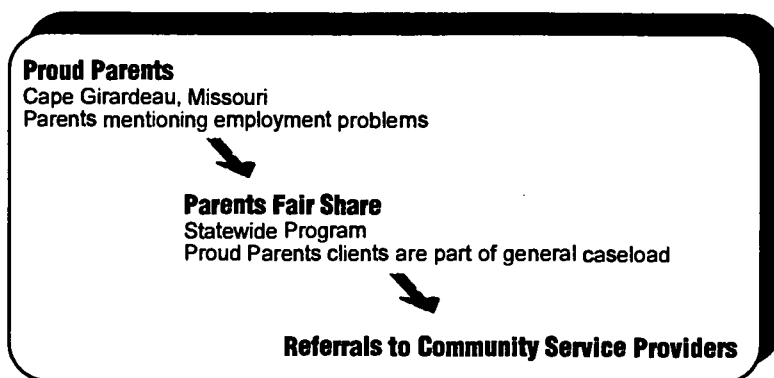 Proud Parents
Cape Girardeau, Missouri
Parents mentioning employment problems
Parents Fair Share
Statewide Program
Proud Parents clients are part of general caseload
Referrals to Community Service Providers